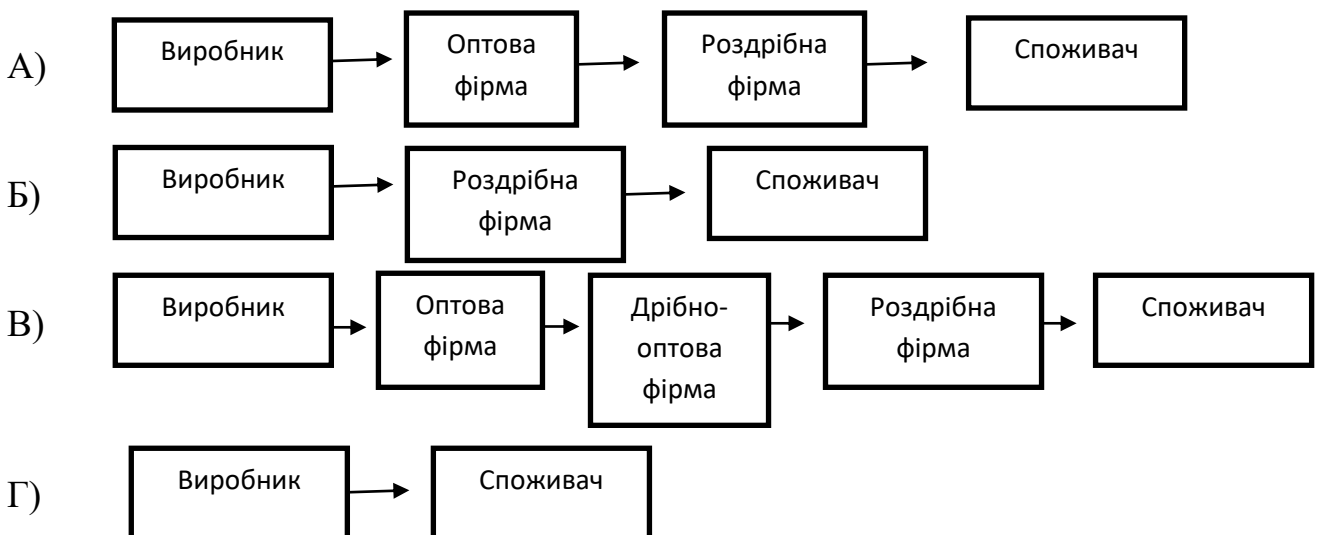 А)
Виробник
Оптова
фірма
Роздрібна
фірма
Споживач
Б)
Виробник
Роздрібна
фірма
Споживач
В)
Виробник
Оптова
фірма
Дрібно-
оптова
фірма
Роздрібна
фірма
Споживач
Г)
Виробник
Споживач